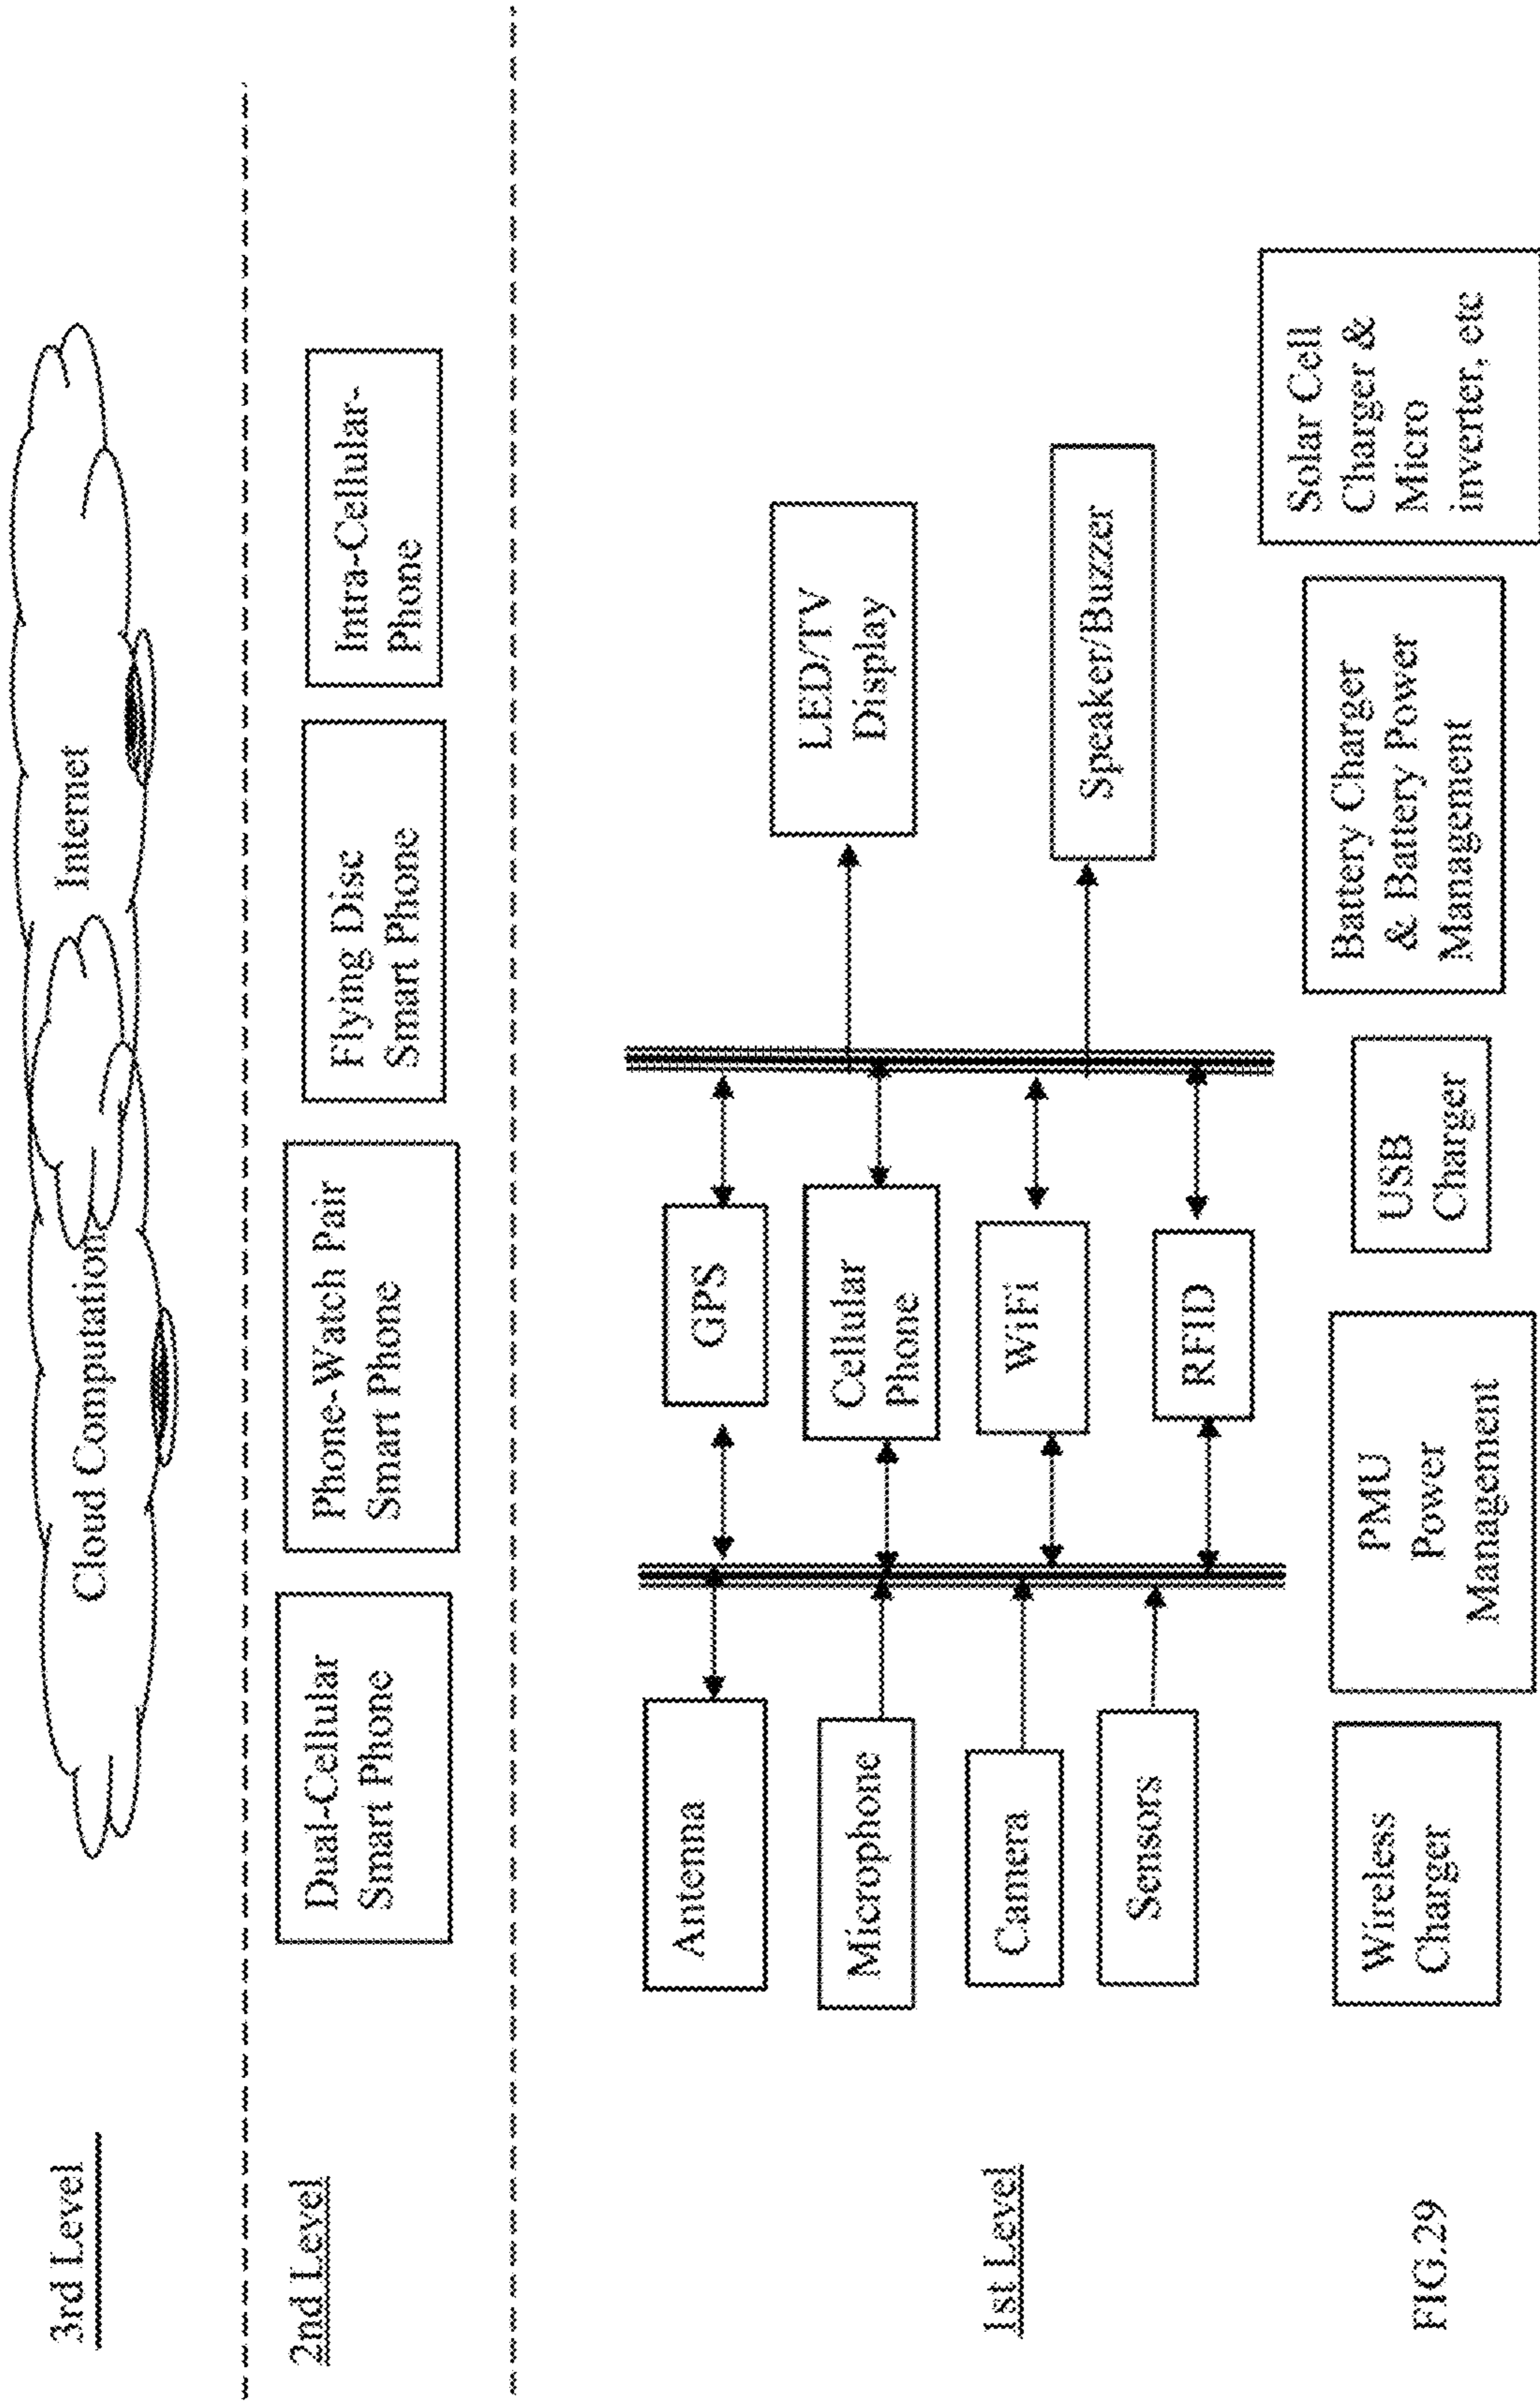 3rd Level
Cloud Computation
Internet
2nd Level
Dual-Cellular
Smart Phone
Phone-Watch Pair
Smart Phone
Flying Disc
Smart Phone
Intra-Cellular-
Phone
1st Level
Antenna
Microphone
Camera
Sensors
GPS
Cellular
Phone
WiFi
RFID
LED/TV
Display
Speaker/Buzzer
Wireless
Charger
PMU
Power
Management
USB
Charger
Battery Charger
& Battery Power
Management
Solar Cell
Charger &
Micro
inverter, etc
FIG.29